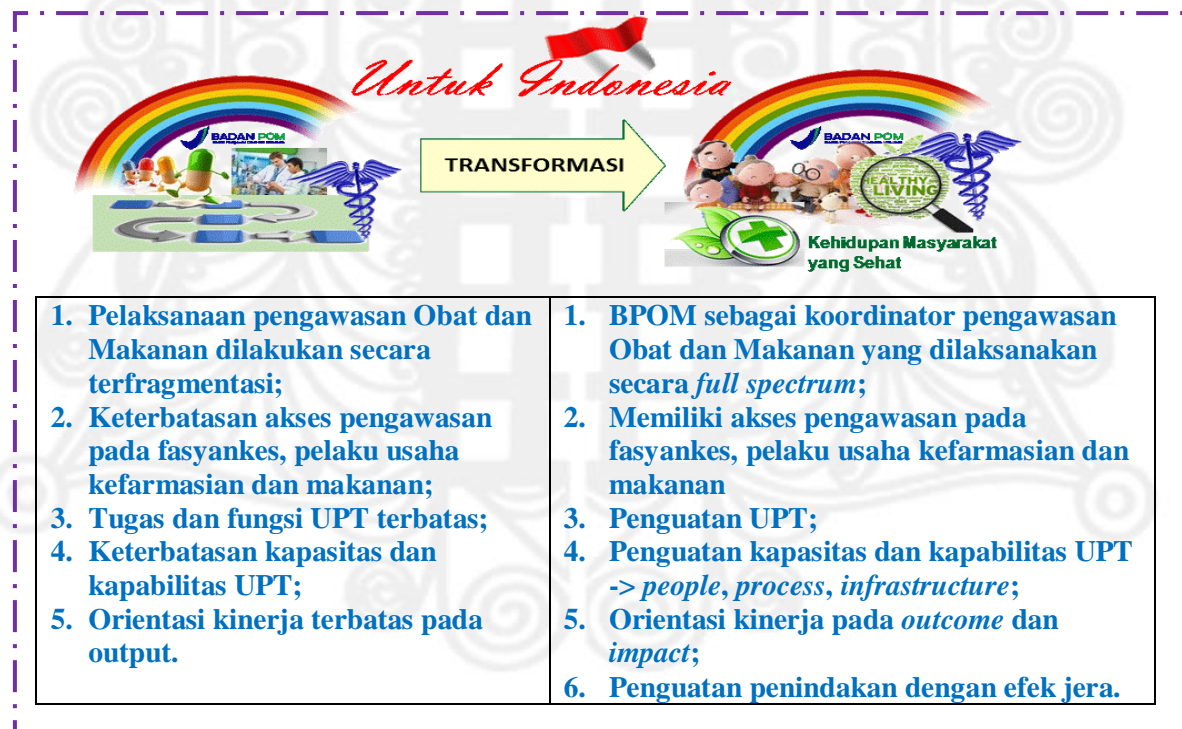 Untuk Indonesia
BADAN POM
BADAN POM
TRANSFORMASI
HEALTHY
LIVING
diet
Kehidupan Masyarakat
yang Sehat
1. Pelaksanaan pengawasan Obat dan
Makanan dilakukan secara
terfragmentasi;
2. Keterbatasan akses pengawasan
pada fasyankes, pelaku usaha
kefarmasian dan makanan;
3. Tugas dan fungsi UPT terbatas;
4. Keterbatasan kapasitas dan
kapabilitas UPT;
5. Orientasi kinerja terbatas pada
output.
1. BPOM sebagai koordinator pengawasan
Obat dan Makanan yang dilaksanakan
secara full spectrum;
2. Memiliki akses pengawasan pada
fasyankes, pelaku usaha kefarmasian dan
makanan
3. Penguatan UPT;
4. Penguatan kapasitas dan kapabilitas UPT
-> people, process, infrastructure;
5. Orientasi kinerja pada outcome dan
impact;
6. Penguatan penindakan dengan efek jera.